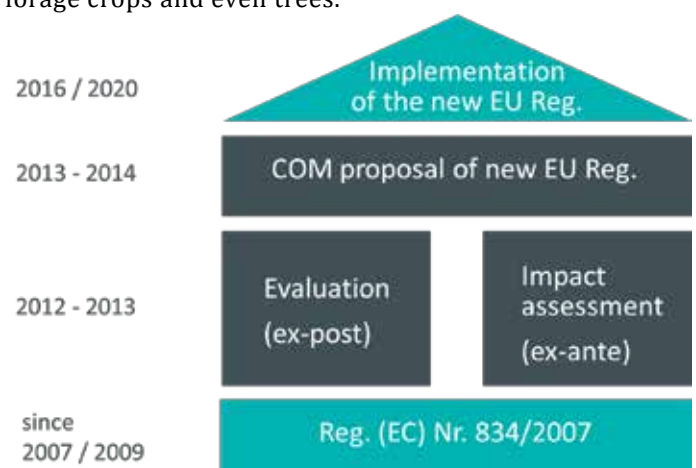 forage crops and even trees.
2016 / 2020
Implementation
of the new EU Reg.
2013 - 2014
COM proposal of new EU Reg.
2012 - 2013
Evaluation
(ex-post)
Impact
assessment
(ex-ante)
since
2007 / 2009
Reg. (EC) Nr. 834/2007